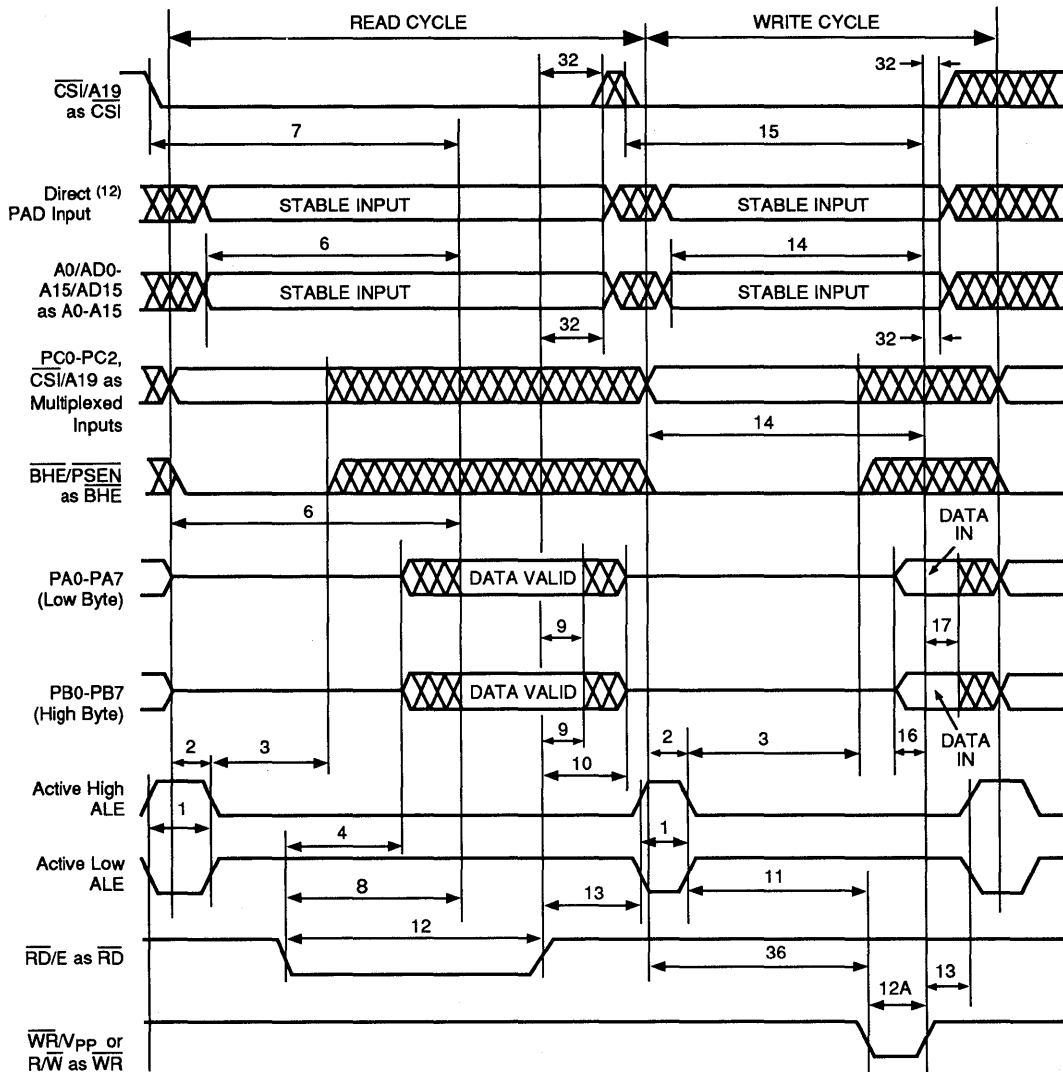 READ CYCLE
WRITE CYCLE
32
32
CSI/A19
as CSI
7
15
Direct (12)
PAD Input
STABLE INPUT
STABLE INPUT
6
14
A0/AD0-
A15/AD15
as A0-A15
STABLE INPUT
STABLE INPUT
32
32
PC0-PC2,
CSI/A19 as
Multiplexed
Inputs
14
BHE/PSEN
as BHE
6
DATA
IN
PA0-PA7
(Low Byte)
DATA VALID
9
17
PB0-PB7
(High Byte)
DATA VALID
9
16
DATA
IN
2
3
10
2
3
Active High
ALE
1
4
1
Active Low
ALE
8
13
11
12
RD/E as RD
36
12A
13
WR/VPP or
R/W as WR